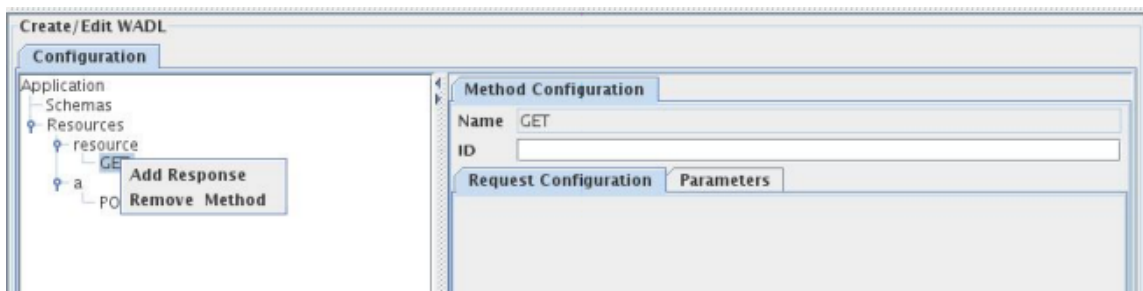 Create/Edit WADL
Configuration
Application
Schemas
Resources
resource
GET
Add Response
a
Remove Method
Method Configuration
Name GET
ID
Request Configuration Parameters